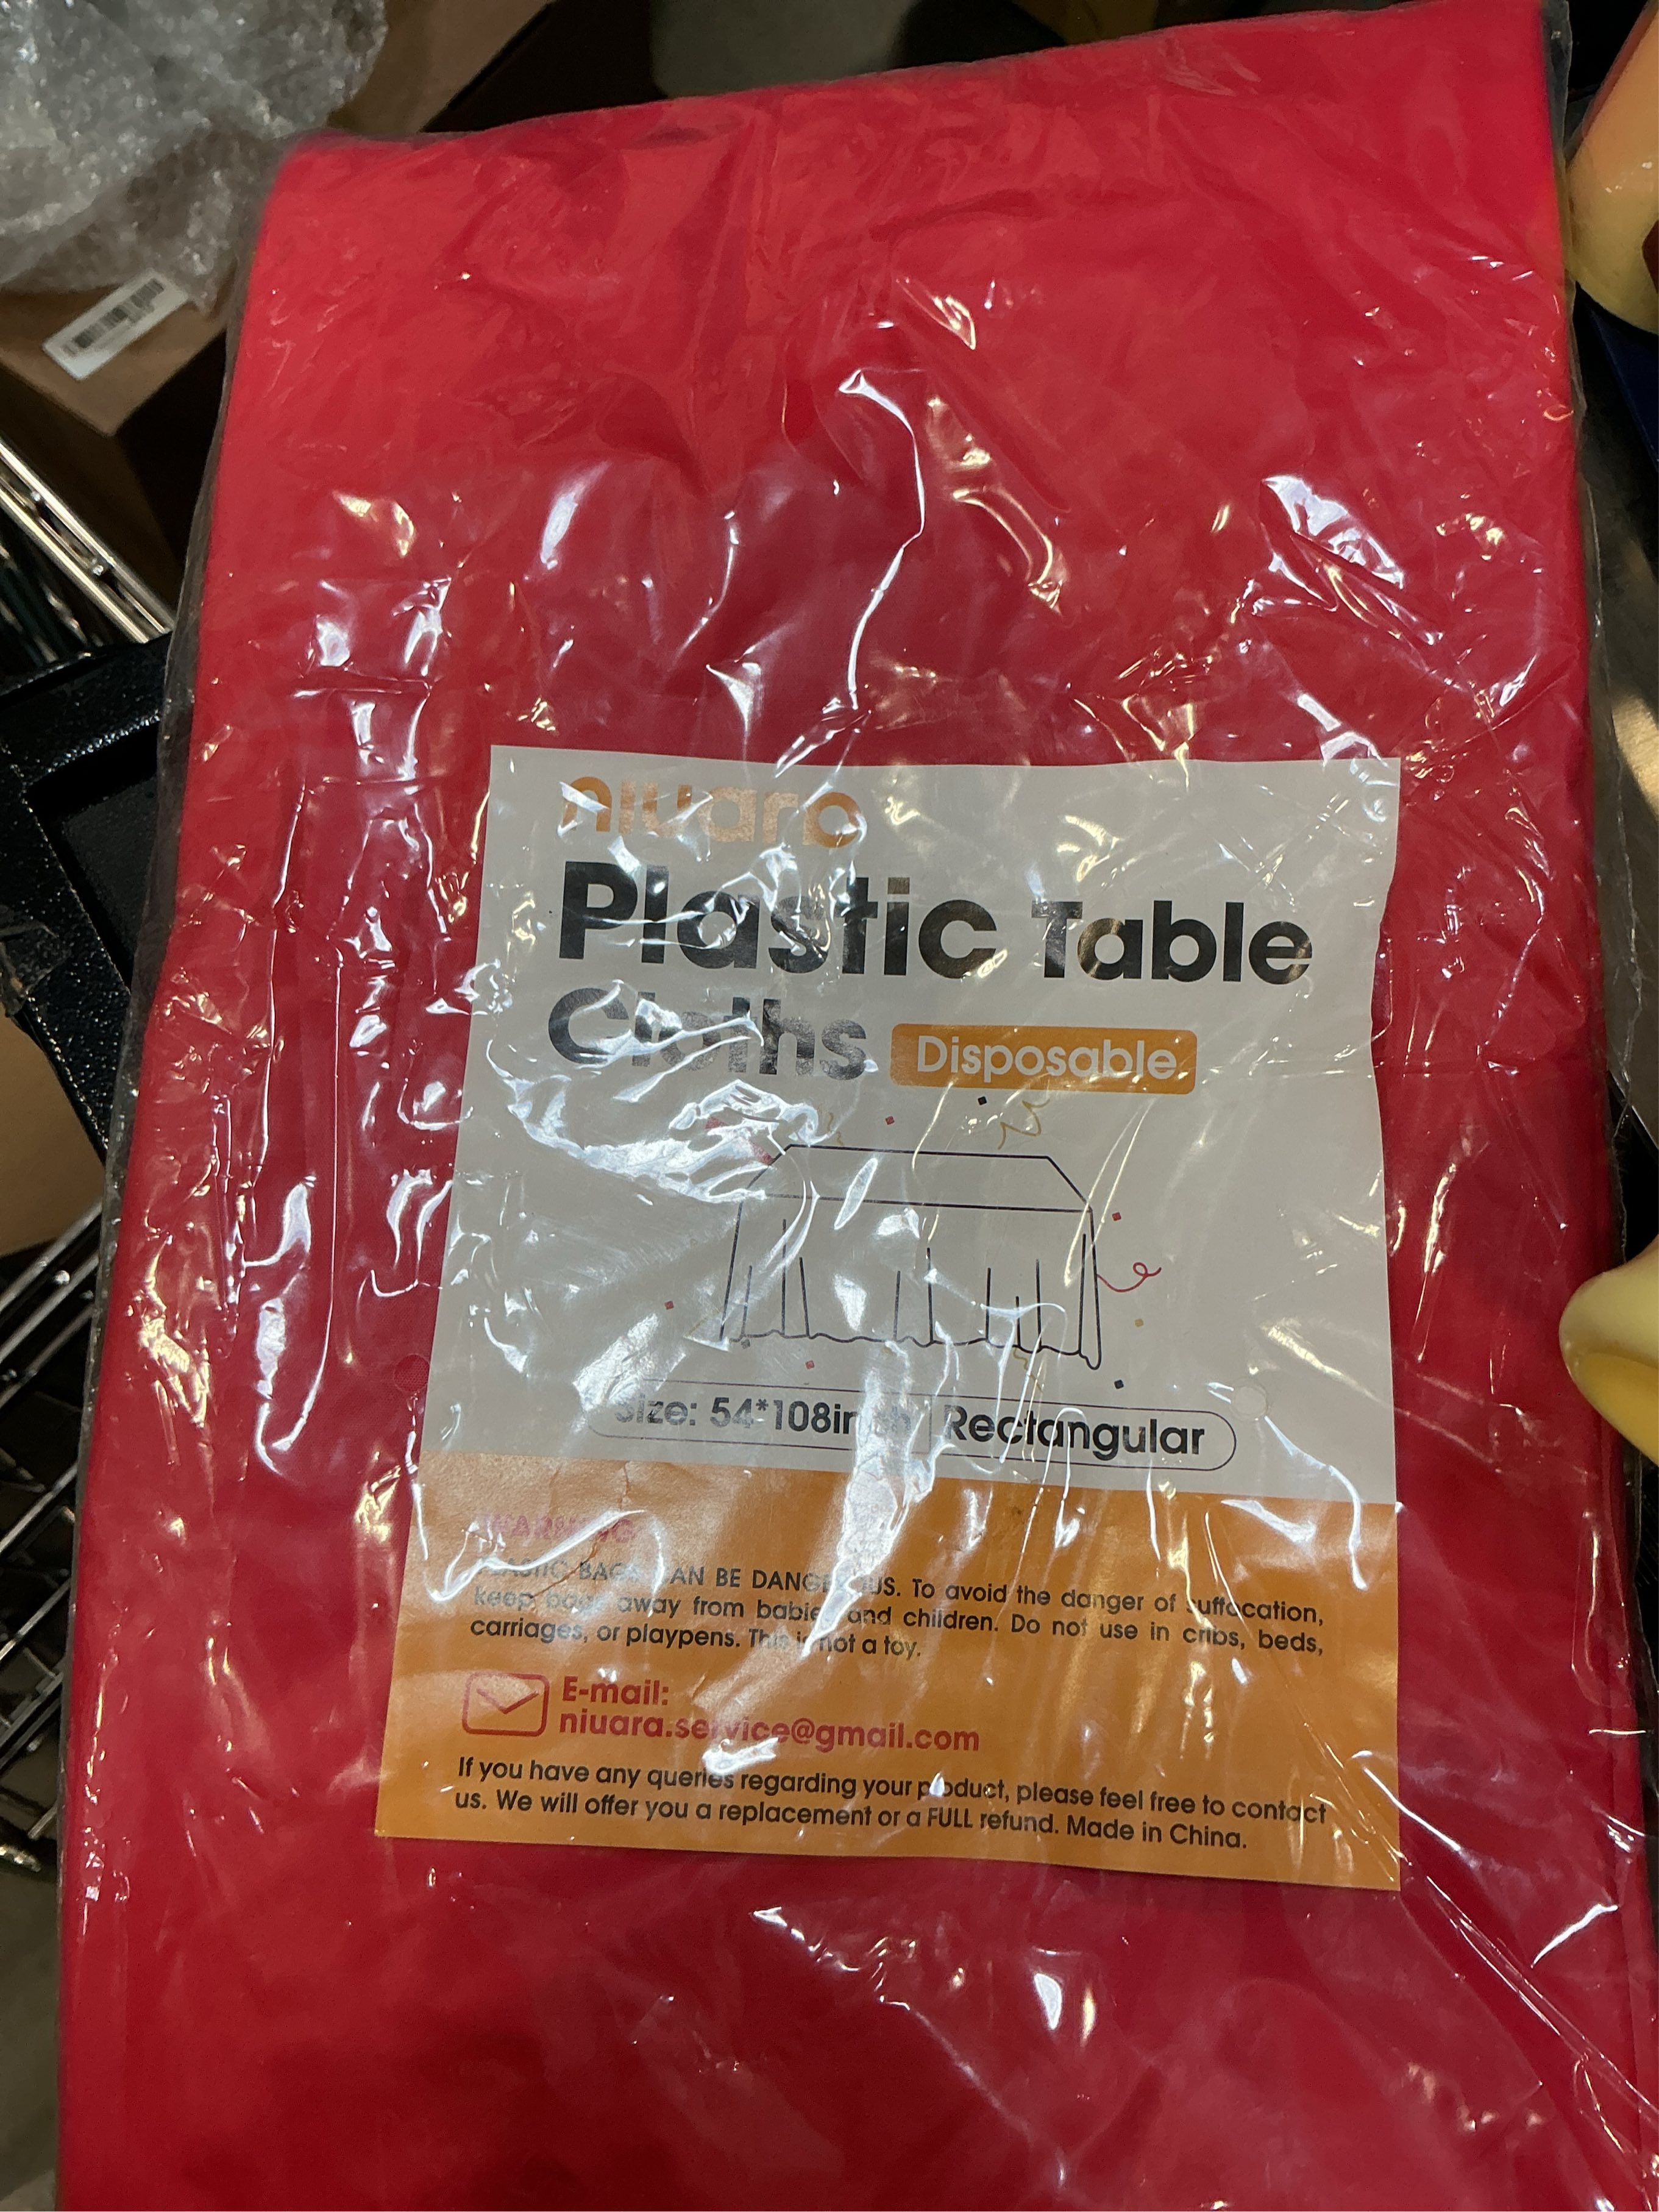 niuara
Plastic Table
Cloths Disposable
Size: 54*108inch Rectangular
WARNING
PLASTIC BAGS CAN BE DANGEROUS. To avoid the danger of suffocation,
keep bags away from babies and children. Do not use in cribs, beds,
carriages, or playpens. This is not a toy.
E-mail:
niuara.service@gmail.com
If you have any queries regarding your product, please feel free to contact
us. We will offer you a replacement or a FULL refund. Made in China.